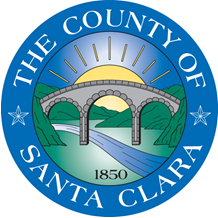 THE COUNTY OF
SANTA CLARA
1850